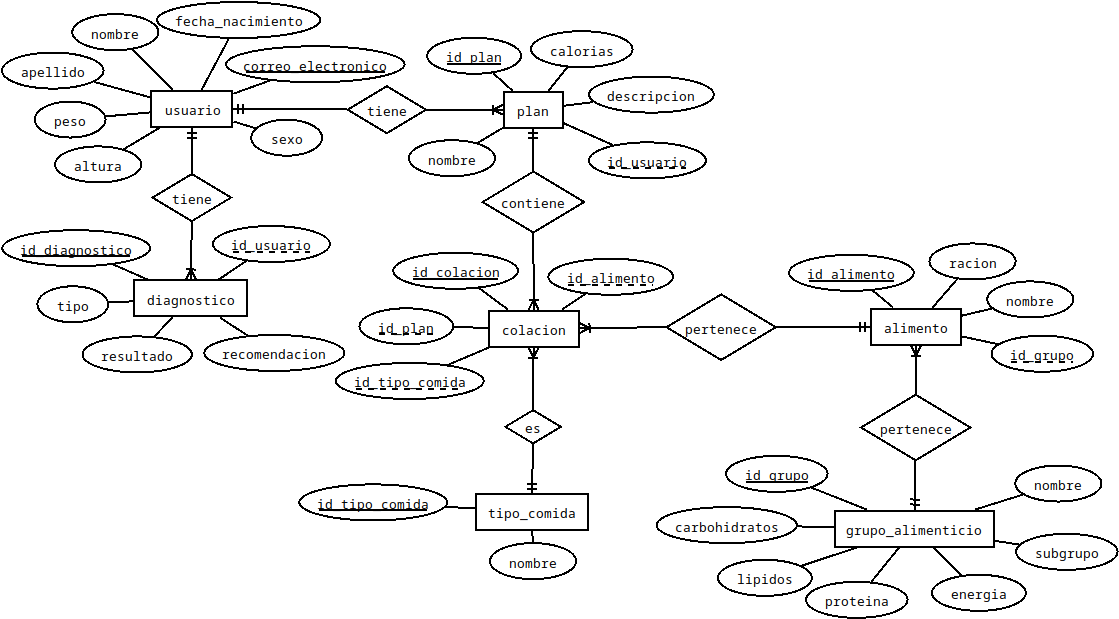 fecha_nacimiento
nombre
correo_electronico
apellido
peso
altura
usuario
sexo
tiene
id_plan
calorias
descripcion
plan
nombre
id_usuario
tiene
contiene
id_diagnostico
id_usuario
tipo
diagnostico
resultado
recomendacion
id_colacion
id_alimento
id_plan
colacion
id_tipo_comida
pertenece
id_alimento
racion
nombre
alimento
id_grupo
es
pertenece
id_tipo_comida
tipo_comida
nombre
id_grupo
nombre
carbohidratos
grupo_alimenticio
subgrupo
lipidos
proteina
energia